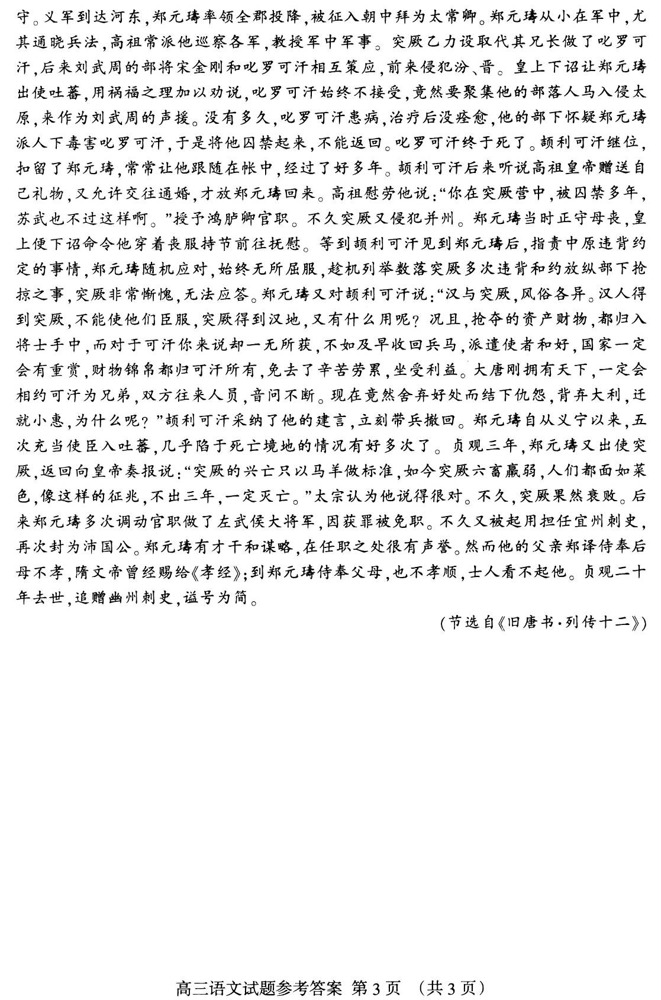 守。义军到达河东,郑元璹率领全郡投降,被征入朝中拜为太常卿。郑元璹从小在军中,尤
其通晓兵法,高祖常派他巡察各军,教授军中军事。突厥乙力设取代其兄长做了叱罗可
汗,后来刘武周的部将宋金刚和叱罗可汗相互策应,前来侵犯汾、晋。皇上下诏让郑元璹
出使吐蕃,用祸福之理加以劝说,叱罗可汗始终不接受,竟然要聚集他的部落人马入侵太
原,来作为刘武周的声援。没有多久,叱罗可汗患病,治疗后没痊愈,他的部下怀疑郑元璹
派人下毒害叱罗可汗,于是将他囚禁起来,不能返回。叱罗可汗终于死了。颉利可汗继位,
扣留了郑元璹,常常让他跟随在帐中,经过了好多年。颉利可汗后来听说高祖皇帝赠送自
己礼物,又允许交往通婚,才放郑元璹回来。高祖慰劳他说:“你在突厥营中,被囚禁多年,
苏武也不过这样啊。”授予鸿胪卿官职。不久突厥又侵犯并州。郑元璹当时正守母丧,皇
上便下诏命令他穿着丧服持节前往抚慰。等到颉利可汗见到郑元璹后,指责中原违背约
定的事情,郑元璹随机应对,始终无所屈服,趁机列举数落突厥多次违背和约放纵部下抢
掠之事,突厥非常惭愧,无法应答。郑元璹又对颉利可汗说:“汉与突厥,风俗各异。汉人得
到突厥,不能使他们臣服,突厥得到汉地,又有什么用呢?况且,抢夺的资产财物,都归入
将士手中,而对于可汗你来说却一无所获,不如及早收回兵马,派遣使者和好,国家一定
会有重赏,财物锦帛都归可汗所有,免去了辛苦劳累,坐受利益。大唐刚拥有天下,一定会
相约可汗为兄弟,双方往来人员,音问不断。现在竟然舍弃好处而结下仇怨,背弃大利,迁
就小惠,为什么呢?”颉利可汗采纳了他的建言,立刻带兵撤回。郑元璹自从义宁以来,五
次充当使臣入吐蕃,几乎陷于死亡境地的情况有好多次了。贞观三年,郑元璹又出使突
厥,返回向皇帝奏报说:“突厥的兴亡只以马羊做标准,如今突厥六畜羸弱,人们都面如菜
色,像这样的征兆,不出三年,一定灭亡。”太宗认为他说得很对。不久,突厥果然衰败。后
来郑元璹多次调动官职做了左武侯大将军,因获罪被免职。不久又被起用担任宜州刺史,
再次封为沛国公。郑元璹有才干和谋略,在任职之处很有声誉。然而他的父亲郑译侍奉后
母不孝,隋文帝曾经赐给《孝经》;到郑元璹侍奉父母,也不孝顺,士人看不起他。贞观二十
年去世,追赠幽州刺史,谥号为简。
(节选自《旧唐书·列传十二》)
高三语文试题参考答案 第3页 (共3页)